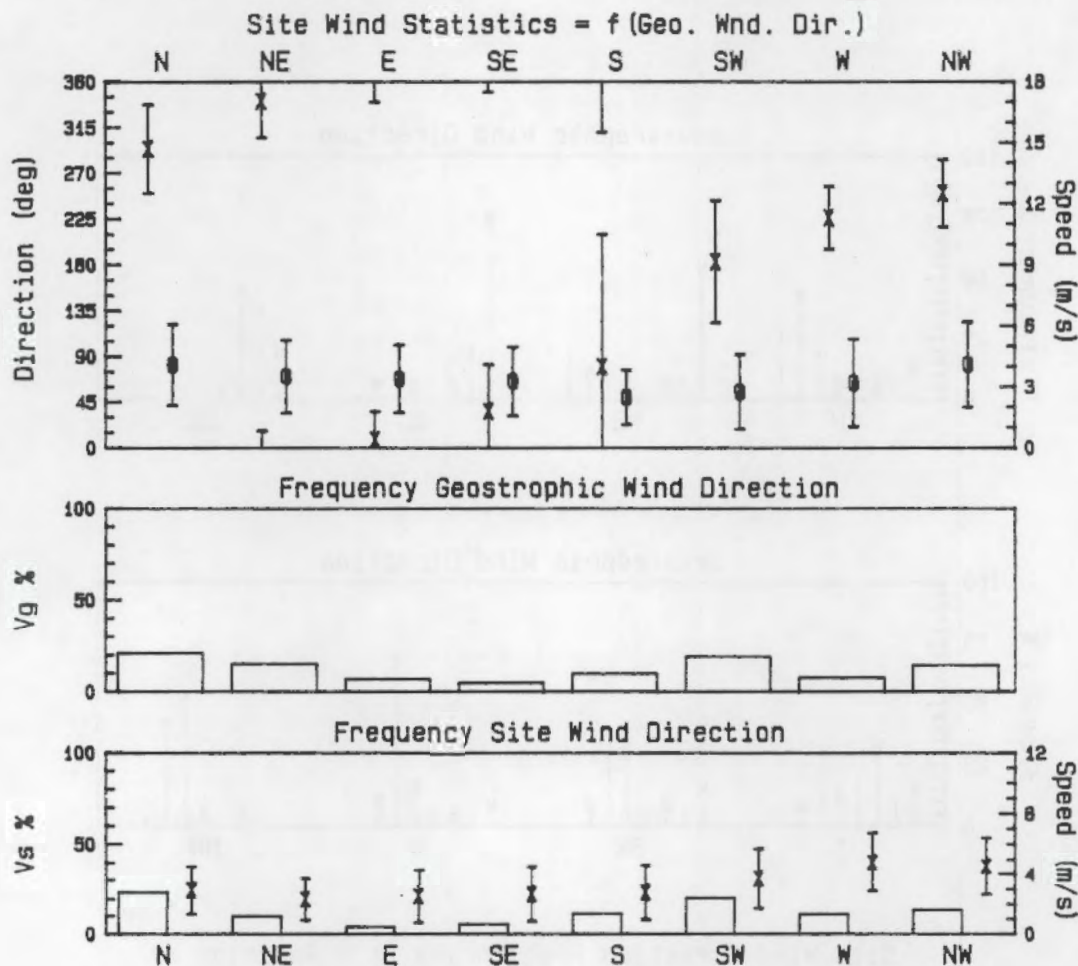 Site Wind Statistics = f(Geo. Wnd. Dir.)
N NE E SE S SW W NW
360
315
270
225
180
135
90
45
0
Direction (deg)
18
15
12
9
6
3
0
Speed (m/s)
Frequency Geostrophic Wind Direction
100
50
0
Vg %
Frequency Site Wind Direction
100
50
0
Vs %
12
8
4
0
Speed (m/s)
N NE E SE S SW W NW